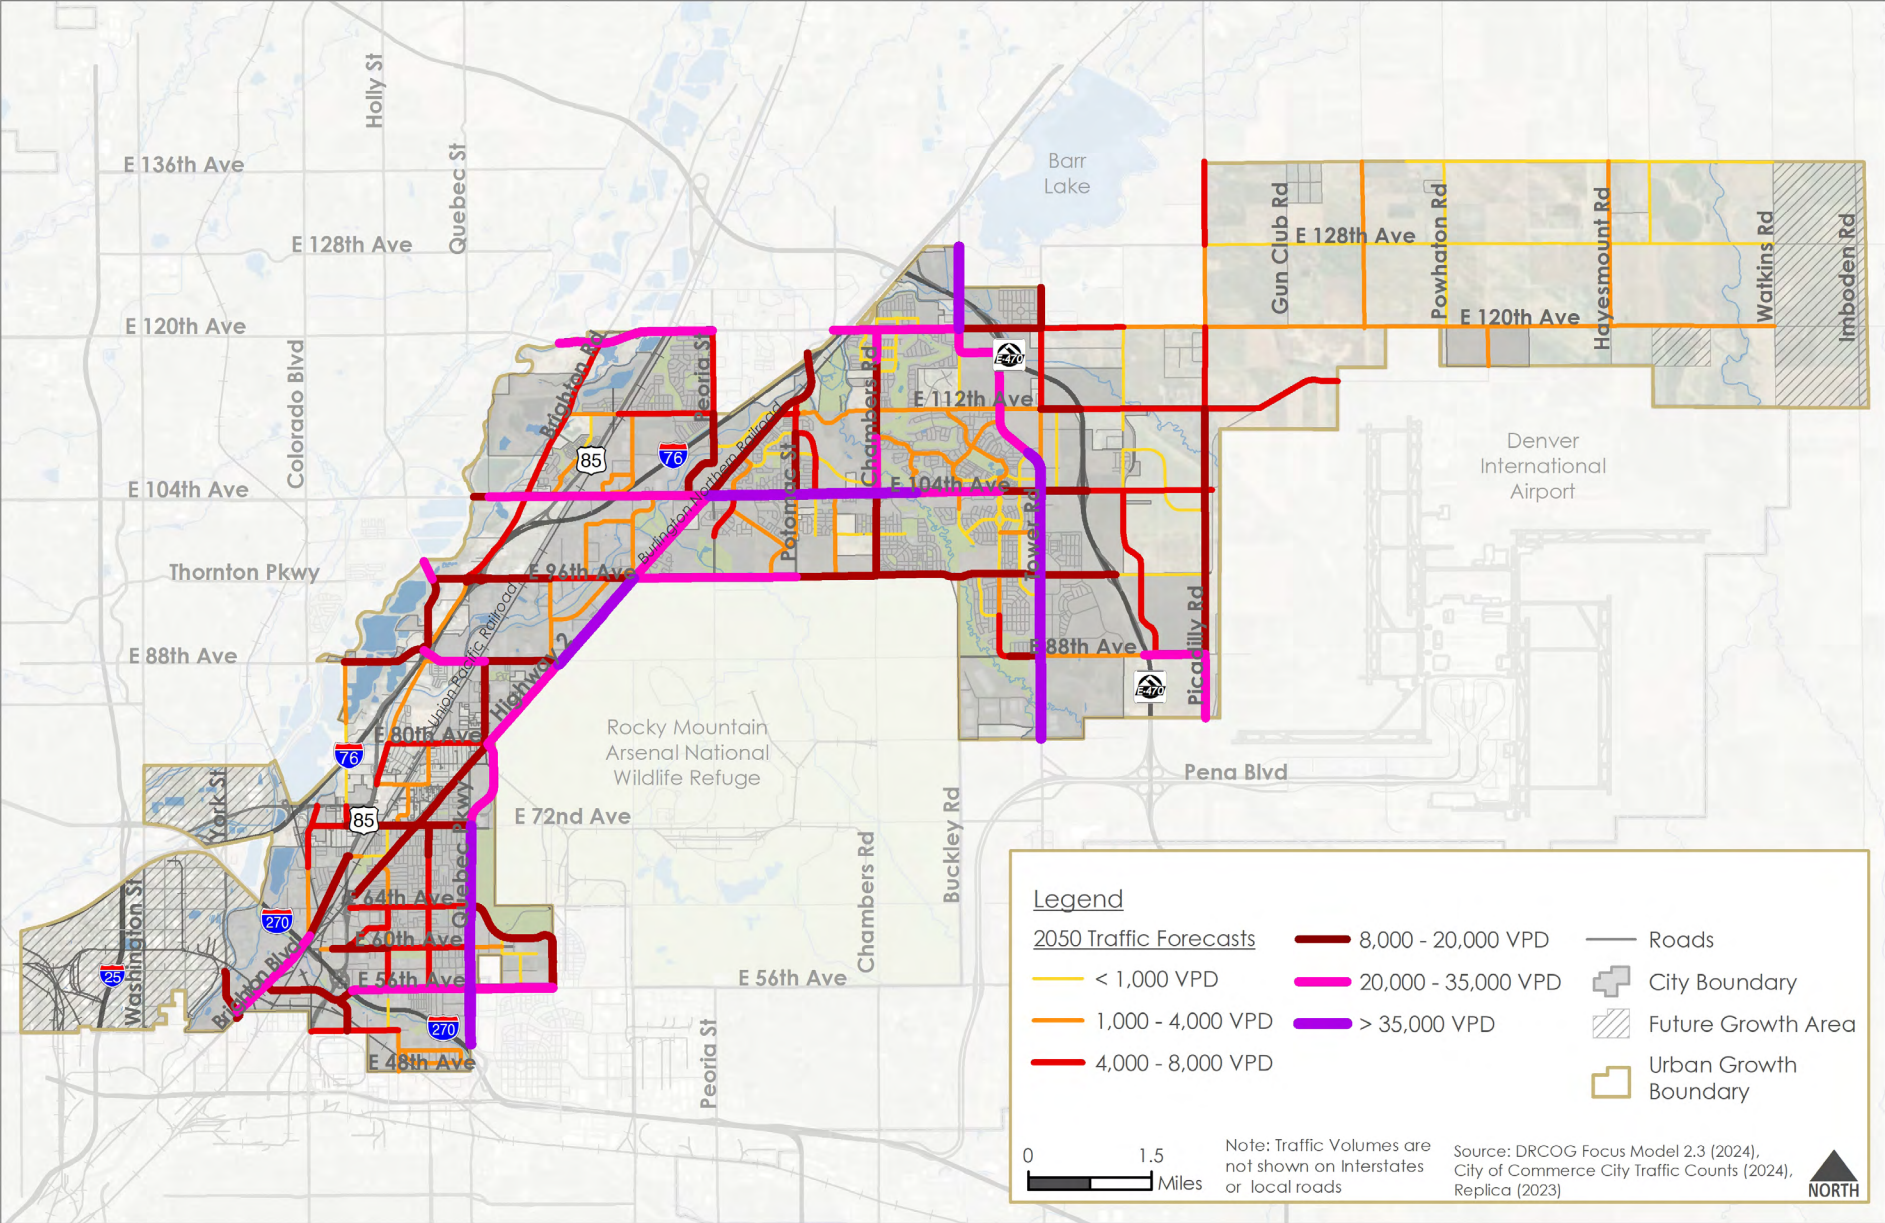 Holly St
Quebec St
E 136th Ave
E 128th Ave
E 120th Ave
Colorado Blvd
E 104th Ave
Thornton Pkwy
E 88th Ave
Barr
Lake
Gun Club Rd
E 128th Ave
Powhaton Rd
Hayesmount Rd
Watkins Rd
Imboden Rd
E 120th Ave
Brighton Rd
Peoria St
Chambers Rd
E-470
E 112th Ave
85
76
Burlington Northern Railroad
Potomac St
E 104th Ave
Tower Rd
Denver
International
Airport
E 96th Ave
Union Pacific Railroad
Highway 2
E 88th Ave
Picadilly Rd
E-470
Rocky Mountain
Arsenal National
Wildlife Refuge
E 80th Ave
76
York St
85
Quebec Pkwy
E 72nd Ave
Pena Blvd
Buckley Rd
Chambers Rd
E 64th Ave
Washington St
270
E 60th Ave
25
Brighton Blvd
E 56th Ave
E 56th Ave
270
E 48th Ave
Peoria St
Legend
2050 Traffic Forecasts
< 1,000 VPD
1,000 - 4,000 VPD
4,000 - 8,000 VPD
8,000 - 20,000 VPD
20,000 - 35,000 VPD
> 35,000 VPD
Roads
City Boundary
Future Growth Area
Urban Growth
Boundary
0 1.5
Miles
Note: Traffic Volumes are
not shown on Interstates
or local roads
Source: DRCOG Focus Model 2.3 (2024),
City of Commerce City Traffic Counts (2024),
Replica (2023)
NORTH